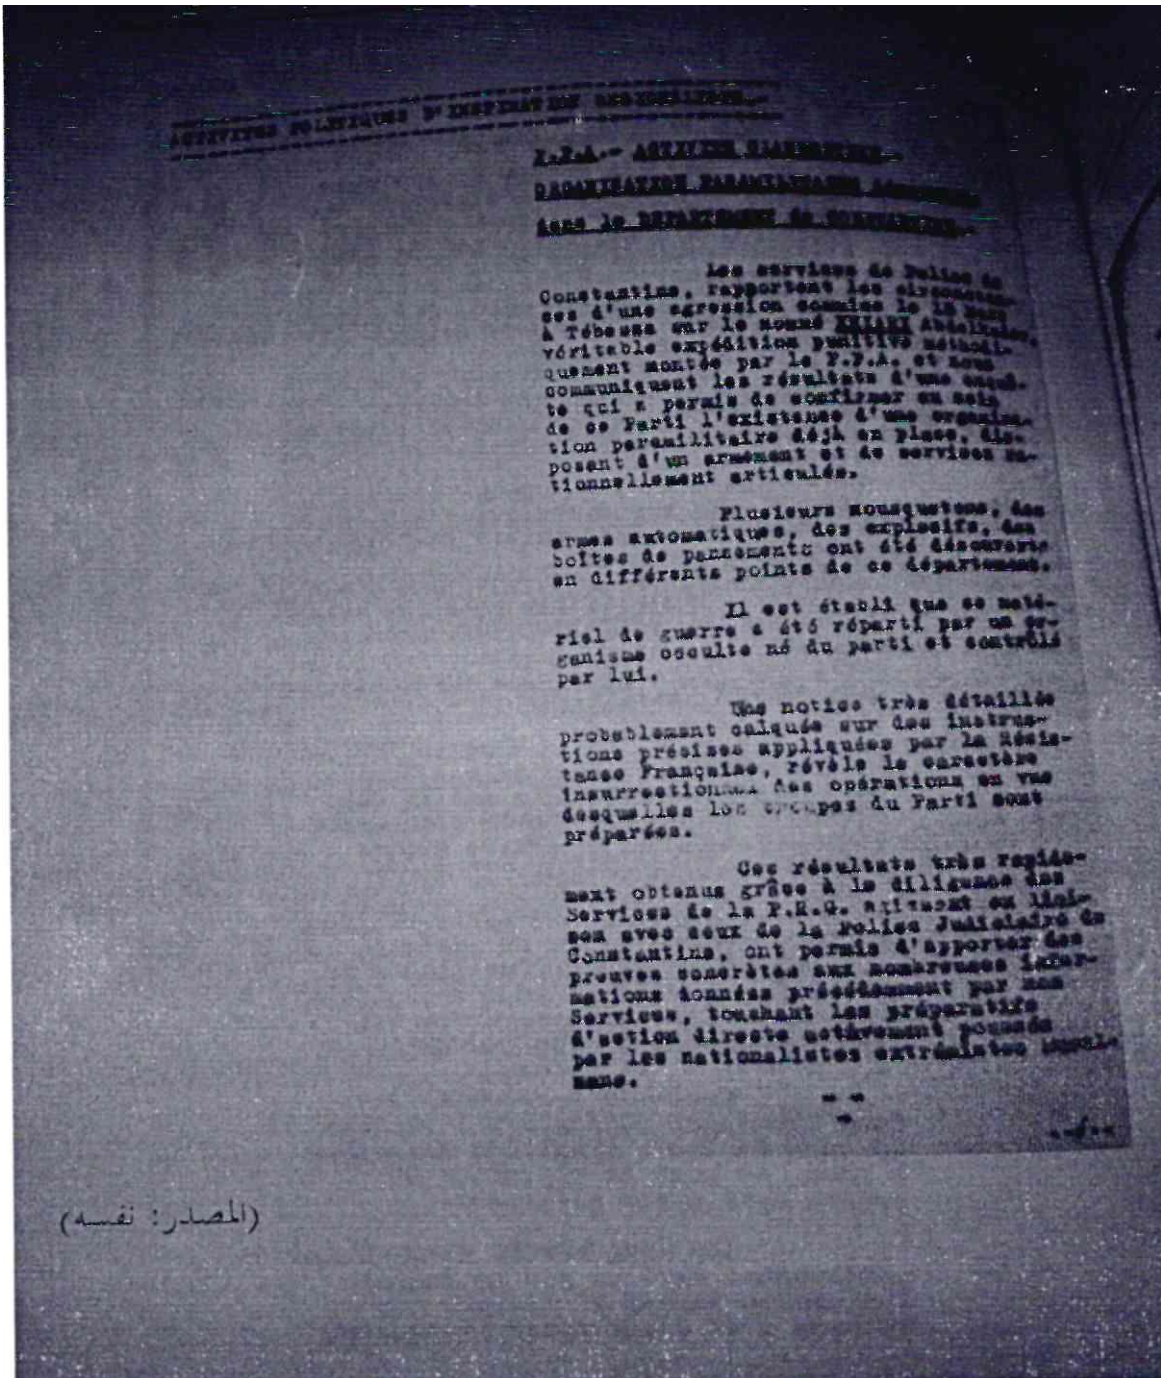 ACTIVITES POLITIQUES D'INSPIRATION
P.P.A.- ACTIVITE CLANDESTINE.-
ORGANISATION PARAMILITAIRE
dans le DEPARTEMENT de CONSTANTINE.-
Les services de Police de
Constantine, rapportent les circonstan-
ces d'une agression commise le 18 Mars
à Tébessa sur le nommé KHIARI Abdelkader,
véritable expédition punitive méthodi-
quement montée par le P.P.A. et nous
communiquent les résultats d'une enquê-
te qui a permis de confirmer au sein
de ce Parti l'existence d'une organisa-
tion paramilitaire déjà en place, dis-
posant d'un armement et de services ra-
tionnellement articulés.
Plusieurs mousquetons, des
armes automatiques, des explosifs, des
boîtes de pansements ont été découverts
en différents points de ce département.
Il est établi que ce maté-
riel de guerre a été réparti par un or-
ganisme occulte né du parti et contrôlé
par lui.
Une notice très détaillée
probablement calquée sur des instruc-
tions précises appliquées par la Résis-
tance Française, révèle le caractère
insurrectionnel des opérations en vue
desquelles les troupes du Parti sont
préparées.
Ces résultats très rapide-
ment obtenus grâce à la diligence des
Services de la P.R.G. agissant en liai-
son avec ceux de la Police Judiciaire de
Constantine, ont permis d'apporter des
preuves concrètes aux nombreuses infor-
mations données précédemment par mes
Services, touchant les préparatifs
d'action directe activement poussés
par les nationalistes extrémistes musul-
mans.
(المصدر: نفسه)